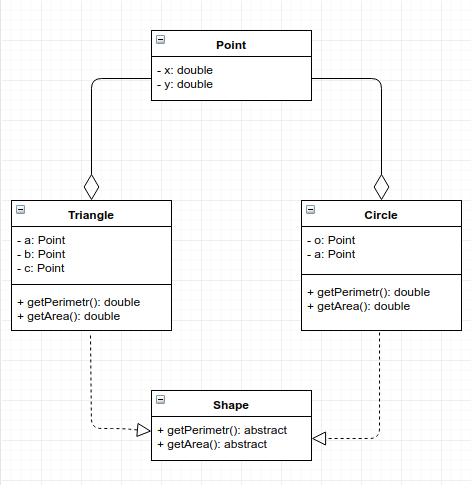 Point
- x: double
- y: double
Triangle
- a: Point
- b: Point
- c: Point
+ getPerimetr(): double
+ getArea(): double
Circle
- o: Point
- a: Point
+ getPerimetr(): double
+ getArea(): double
Shape
+ getPerimetr(): abstract
+ getArea(): abstract